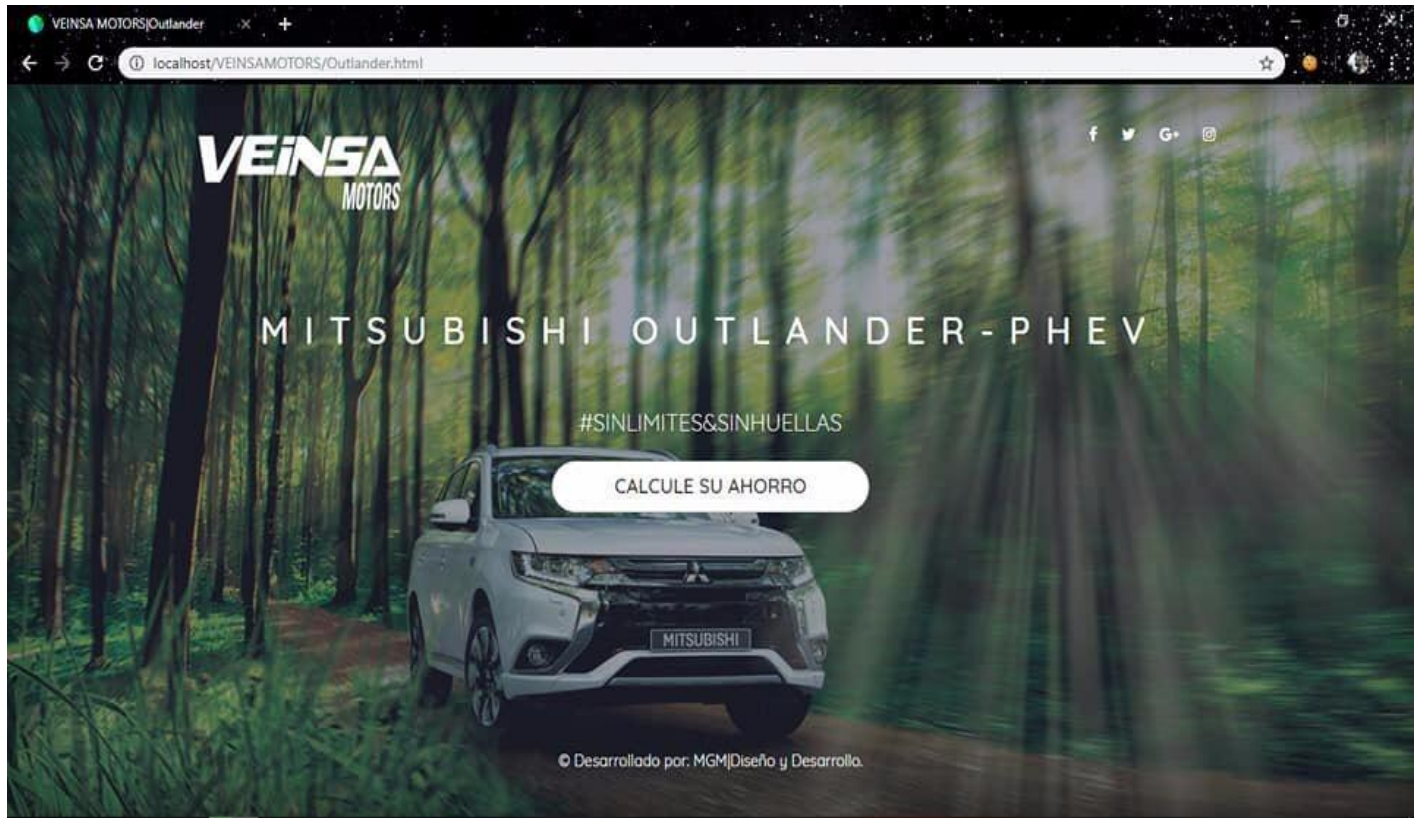 VEINSA MOTORS|Outlander
localhost/VEINSAMOTORS/Outlander.html
VEiNSA
MOTORS
f G+
MITSUBISHI OUTLANDER-PHEV
#SINLIMITES&SINHUELLAS
CALCULE SU AHORRO
MITSUBISHI
© Desarrollado por: MGM|Diseño y Desarrollo.